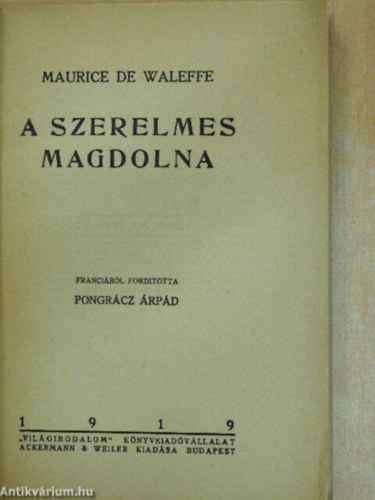 MAURICE DE WALEFFE
A SZERELMES
MAGDOLNA
FRANCIÁBÓL FORDITOTTA
PONGRÁCZ ÁRPÁD
1 9 1 9
„VILÁGIRODALOM" KÖNYVKIADÓVÁLLALAT
ACKERMANN & WEILER KIADÁSA BUDAPEST
Antikvárium.hu